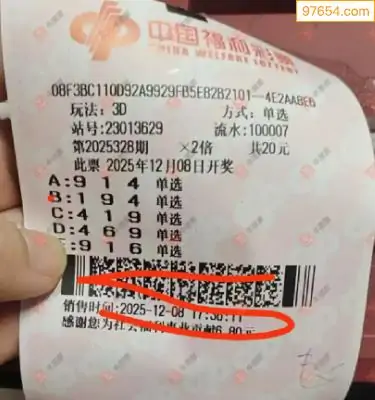 97654.com
中国福利彩票
CHINA WELFARE LOTTERY
08F3BC110D92A9929FB5EB2B2101--4E2AA8E6
玩法:3D 方式:单选
站号:23013629 流水:100007
第2025328期 ×2倍 共20元
此票 2025年12月08日开奖
A:9 1 4 单选
B:1 9 4 单选
C:4 1 9 单选
D:4 6 9 单选
E:9 1 6 单选
销售时间:2025-12-08 17:36:11
感谢您为社会福利事业贡献6.80元